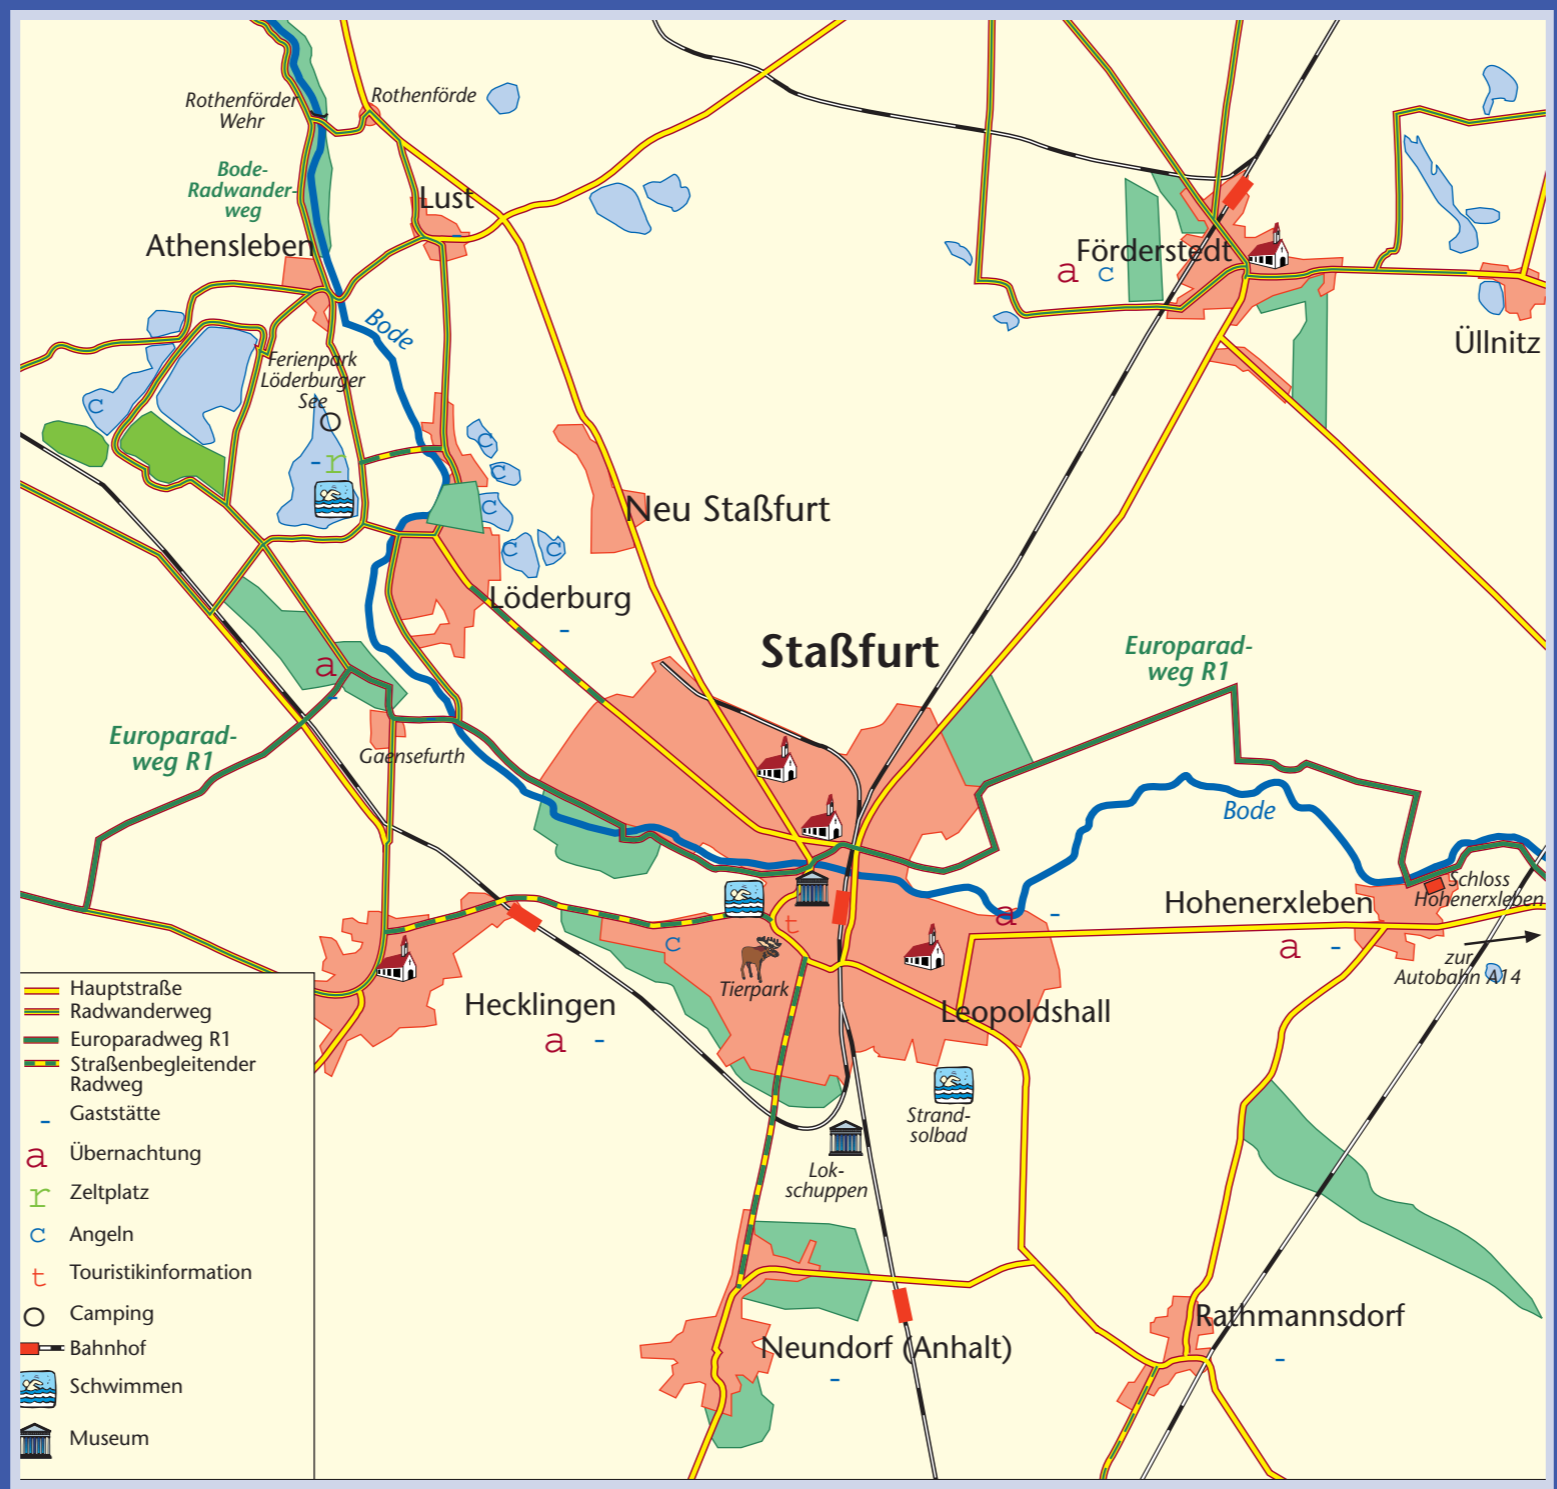 Rothenförder
Wehr
Rothenförde
Bode-
Radwander-
weg
Lust
Athensleben
Förderstedt
a
c
Üllnitz
Bode
Ferienpark
Löderburger
See
c
c
r
c
c
c
c
Neu Staßfurt
Löderburg
Staßfurt
Europarad-
weg R1
a
Europarad-
weg R1
Gaensefurth
Bode
Schloss
Hohenerxleben
Hohenerxleben
a
a
t
c
zur
Autobahn A14
Tierpark
Hecklingen
a
Leopoldshall
Strand-
solbad
Lok-
schuppen
Neundorf (Anhalt)
Rathmannsdorf
Hauptstraße
Radwanderweg
Europaradweg R1
Straßenbegleitender
Radweg
- Gaststätte
a Übernachtung
r Zeltplatz
c Angeln
t Touristikinformation
O Camping
Bahnhof
Schwimmen
Museum